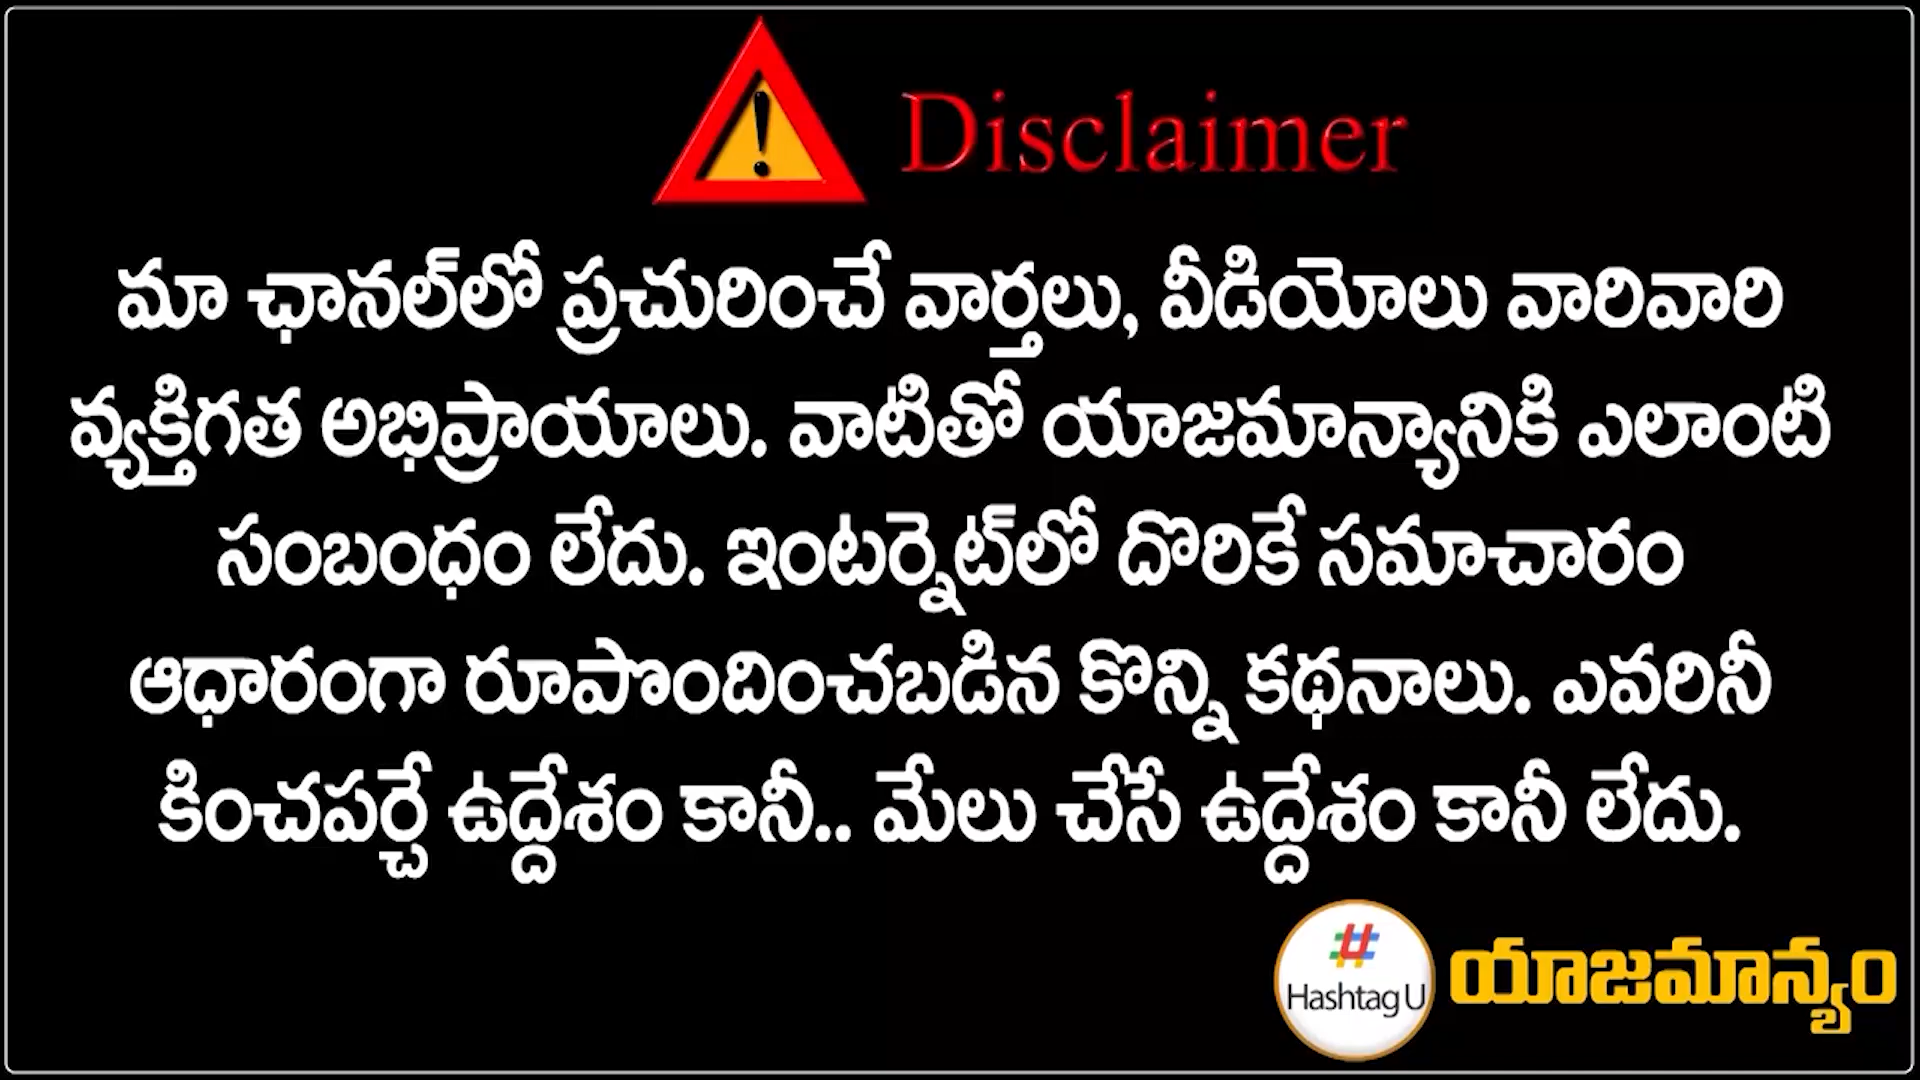 Disclaimer
మా ఛానల్‌లో ప్రచురించే వార్తలు, వీడియోలు వారివారి
వ్యక్తిగత అభిప్రాయాలు. వాటితో యాజమాన్యానికి ఎలాంటి
సంబంధం లేదు. ఇంటర్నెట్‌లో దొరికే సమాచారం
ఆధారంగా రూపొందించబడిన కొన్ని కథనాలు. ఎవరినీ
కించపర్చే ఉద్దేశం కానీ.. మేలు చేసే ఉద్దేశం కానీ లేదు.
# Hashtag U యాజమాన్యం